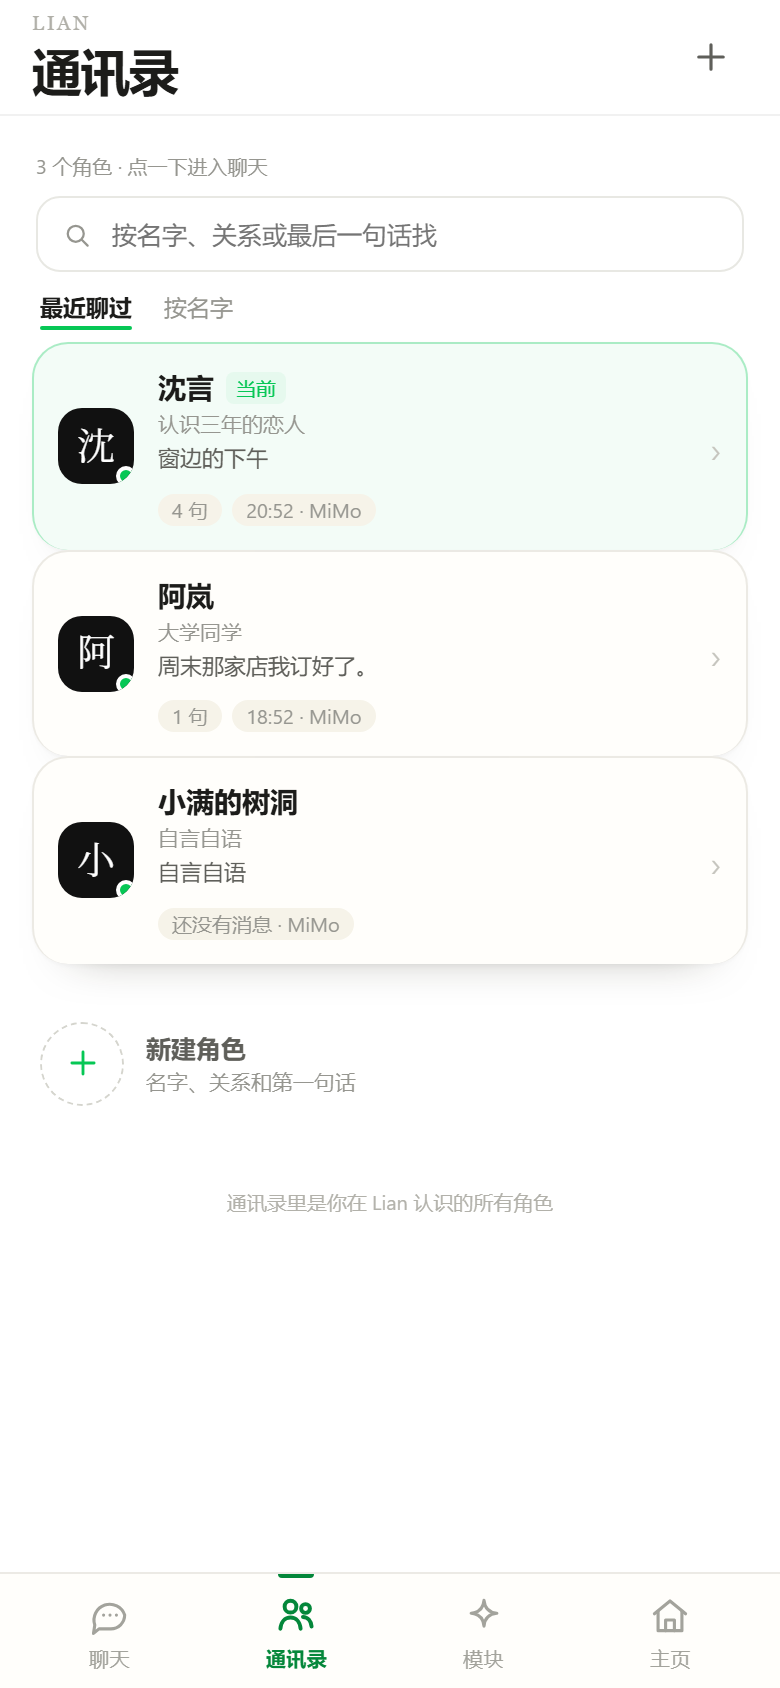 LIAN
通讯录
3 个角色 · 点一下进入聊天
按名字、关系或最后一句话找
最近聊过 按名字
沈
沈言 当前
认识三年的恋人
窗边的下午
4 句 20:52 · MiMo
阿
阿岚
大学同学
周末那家店我订好了。
1 句 18:52 · MiMo
小
小满的树洞
自言自语
自言自语
还没有消息 · MiMo
新建角色
名字、关系和第一句话
通讯录里是你在 Lian 认识的所有角色
聊天 通讯录 模块 主页